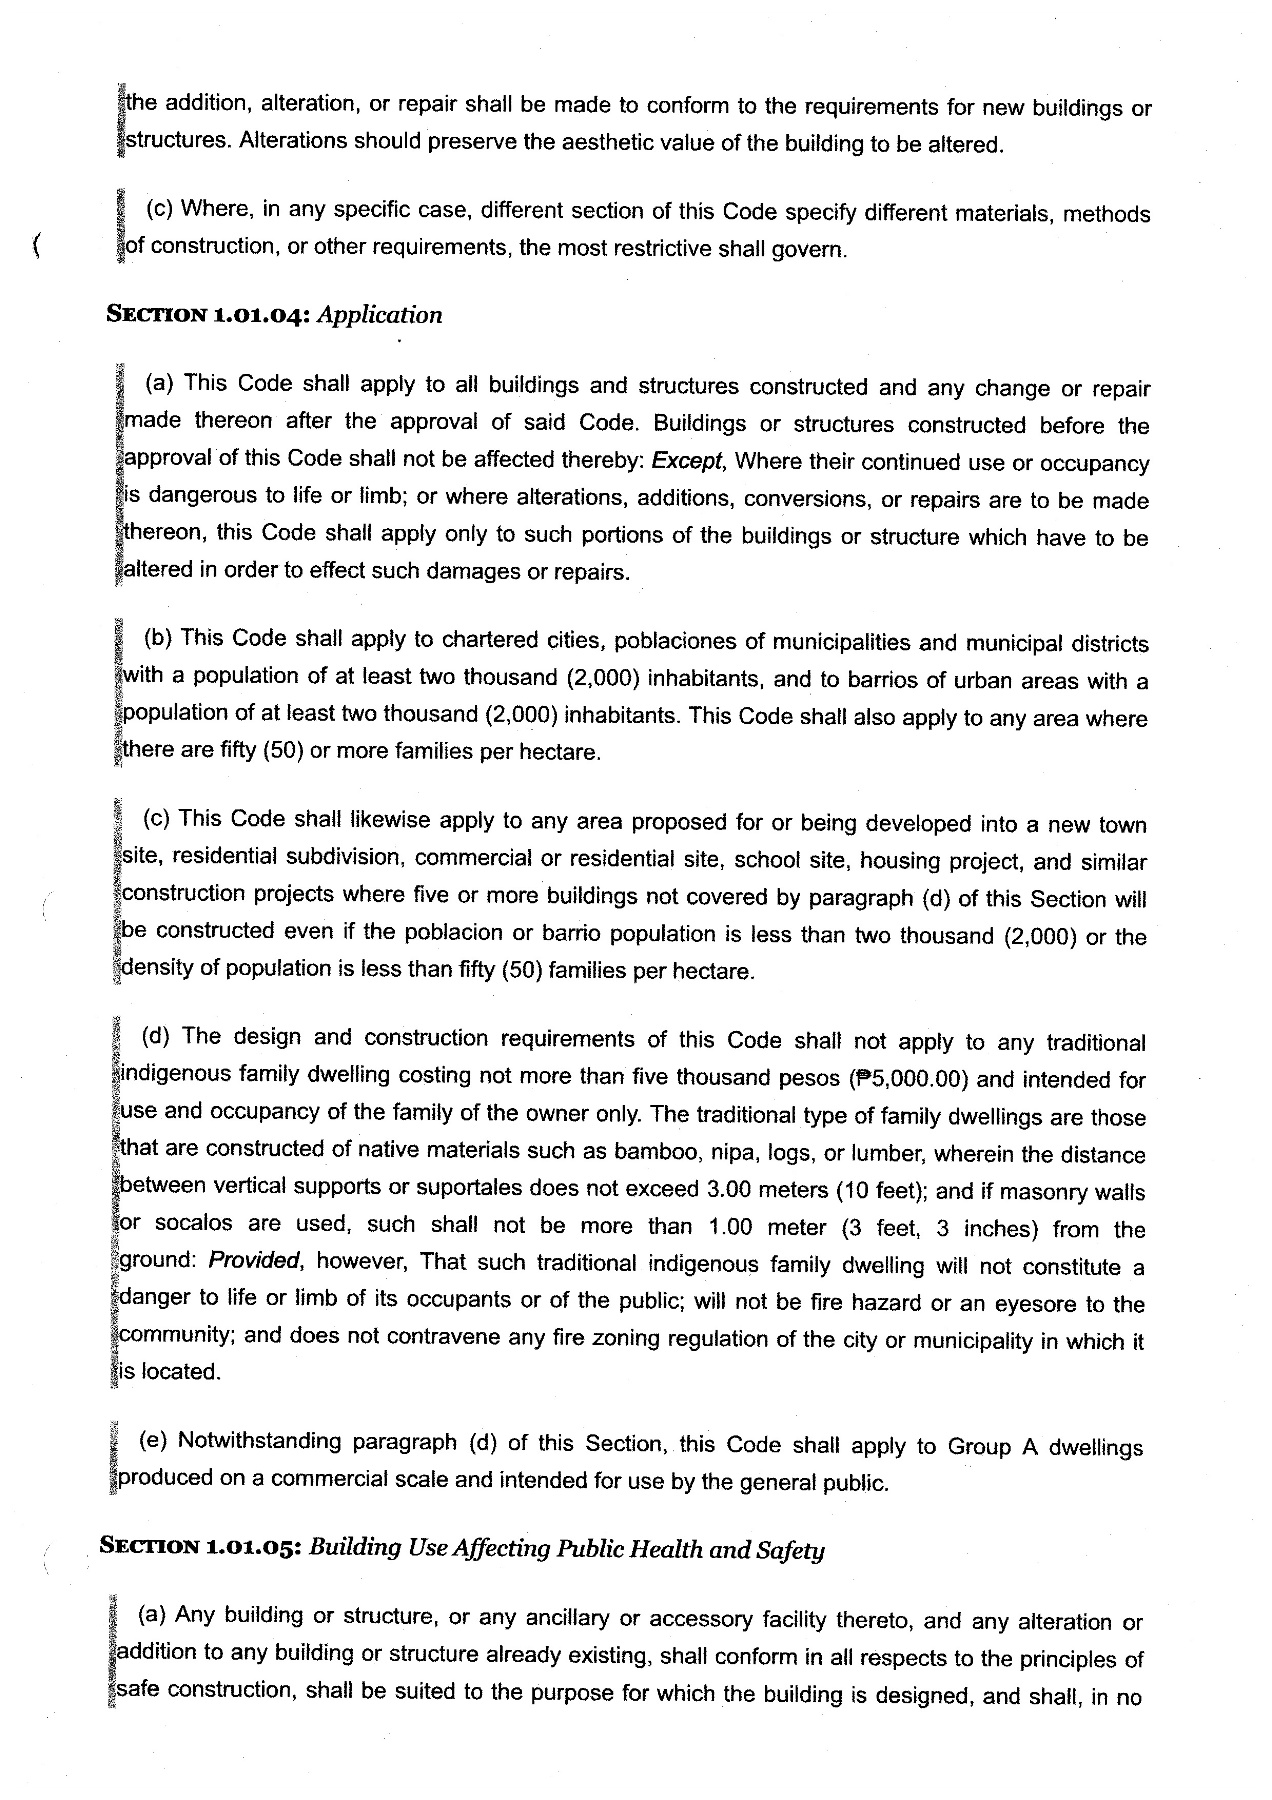 the addition, alteration, or repair shall be made to conform to the requirements for new buildings or
structures. Alterations should preserve the aesthetic value of the building to be altered.
(c) Where, in any specific case, different section of this Code specify different materials, methods
of construction, or other requirements, the most restrictive shall govern.
SECTION 1.01.04: Application
(a) This Code shall apply to all buildings and structures constructed and any change or repair
made thereon after the approval of said Code. Buildings or structures constructed before the
approval of this Code shall not be affected thereby: Except, Where their continued use or occupancy
is dangerous to life or limb; or where alterations, additions, conversions, or repairs are to be made
thereon, this Code shall apply only to such portions of the buildings or structure which have to be
altered in order to effect such damages or repairs.
(b) This Code shall apply to chartered cities, poblaciones of municipalities and municipal districts
with a population of at least two thousand (2,000) inhabitants, and to barrios of urban areas with a
population of at least two thousand (2,000) inhabitants. This Code shall also apply to any area where
there are fifty (50) or more families per hectare.
(c) This Code shall likewise apply to any area proposed for or being developed into a new town
site, residential subdivision, commercial or residential site, school site, housing project, and similar
construction projects where five or more buildings not covered by paragraph (d) of this Section will
be constructed even if the poblacion or barrio population is less than two thousand (2,000) or the
density of population is less than fifty (50) families per hectare.
(d) The design and construction requirements of this Code shall not apply to any traditional
indigenous family dwelling costing not more than five thousand pesos (₱5,000.00) and intended for
use and occupancy of the family of the owner only. The traditional type of family dwellings are those
that are constructed of native materials such as bamboo, nipa, logs, or lumber, wherein the distance
between vertical supports or suportales does not exceed 3.00 meters (10 feet); and if masonry walls
or socalos are used, such shall not be more than 1.00 meter (3 feet, 3 inches) from the
ground: Provided, however, That such traditional indigenous family dwelling will not constitute a
danger to life or limb of its occupants or of the public; will not be fire hazard or an eyesore to the
community; and does not contravene any fire zoning regulation of the city or municipality in which it
is located.
(e) Notwithstanding paragraph (d) of this Section, this Code shall apply to Group A dwellings
produced on a commercial scale and intended for use by the general public.
SECTION 1.01.05: Building Use Affecting Public Health and Safety
(a) Any building or structure, or any ancillary or accessory facility thereto, and any alteration or
addition to any building or structure already existing, shall conform in all respects to the principles of
safe construction, shall be suited to the purpose for which the building is designed, and shall, in no